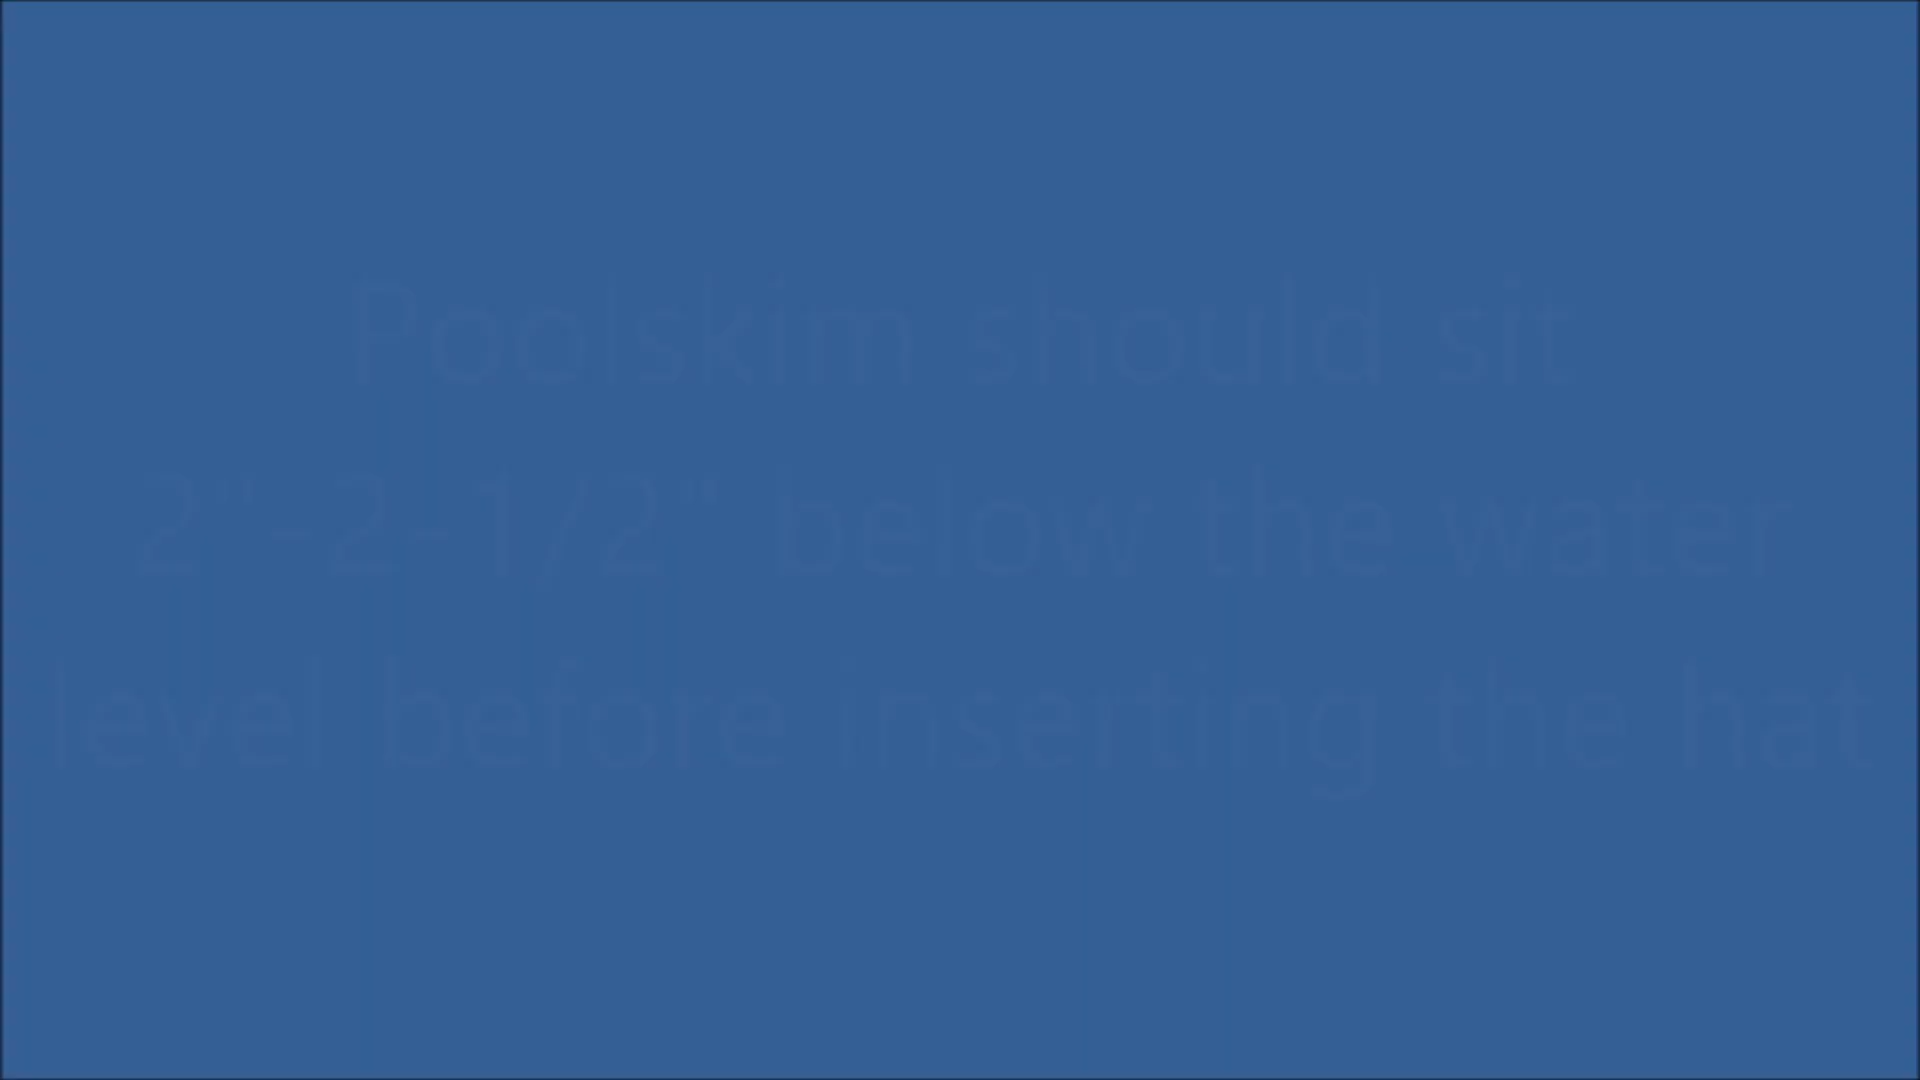 Poolskim should sit
2"-2-1/2" below the water
level before inserting the hat